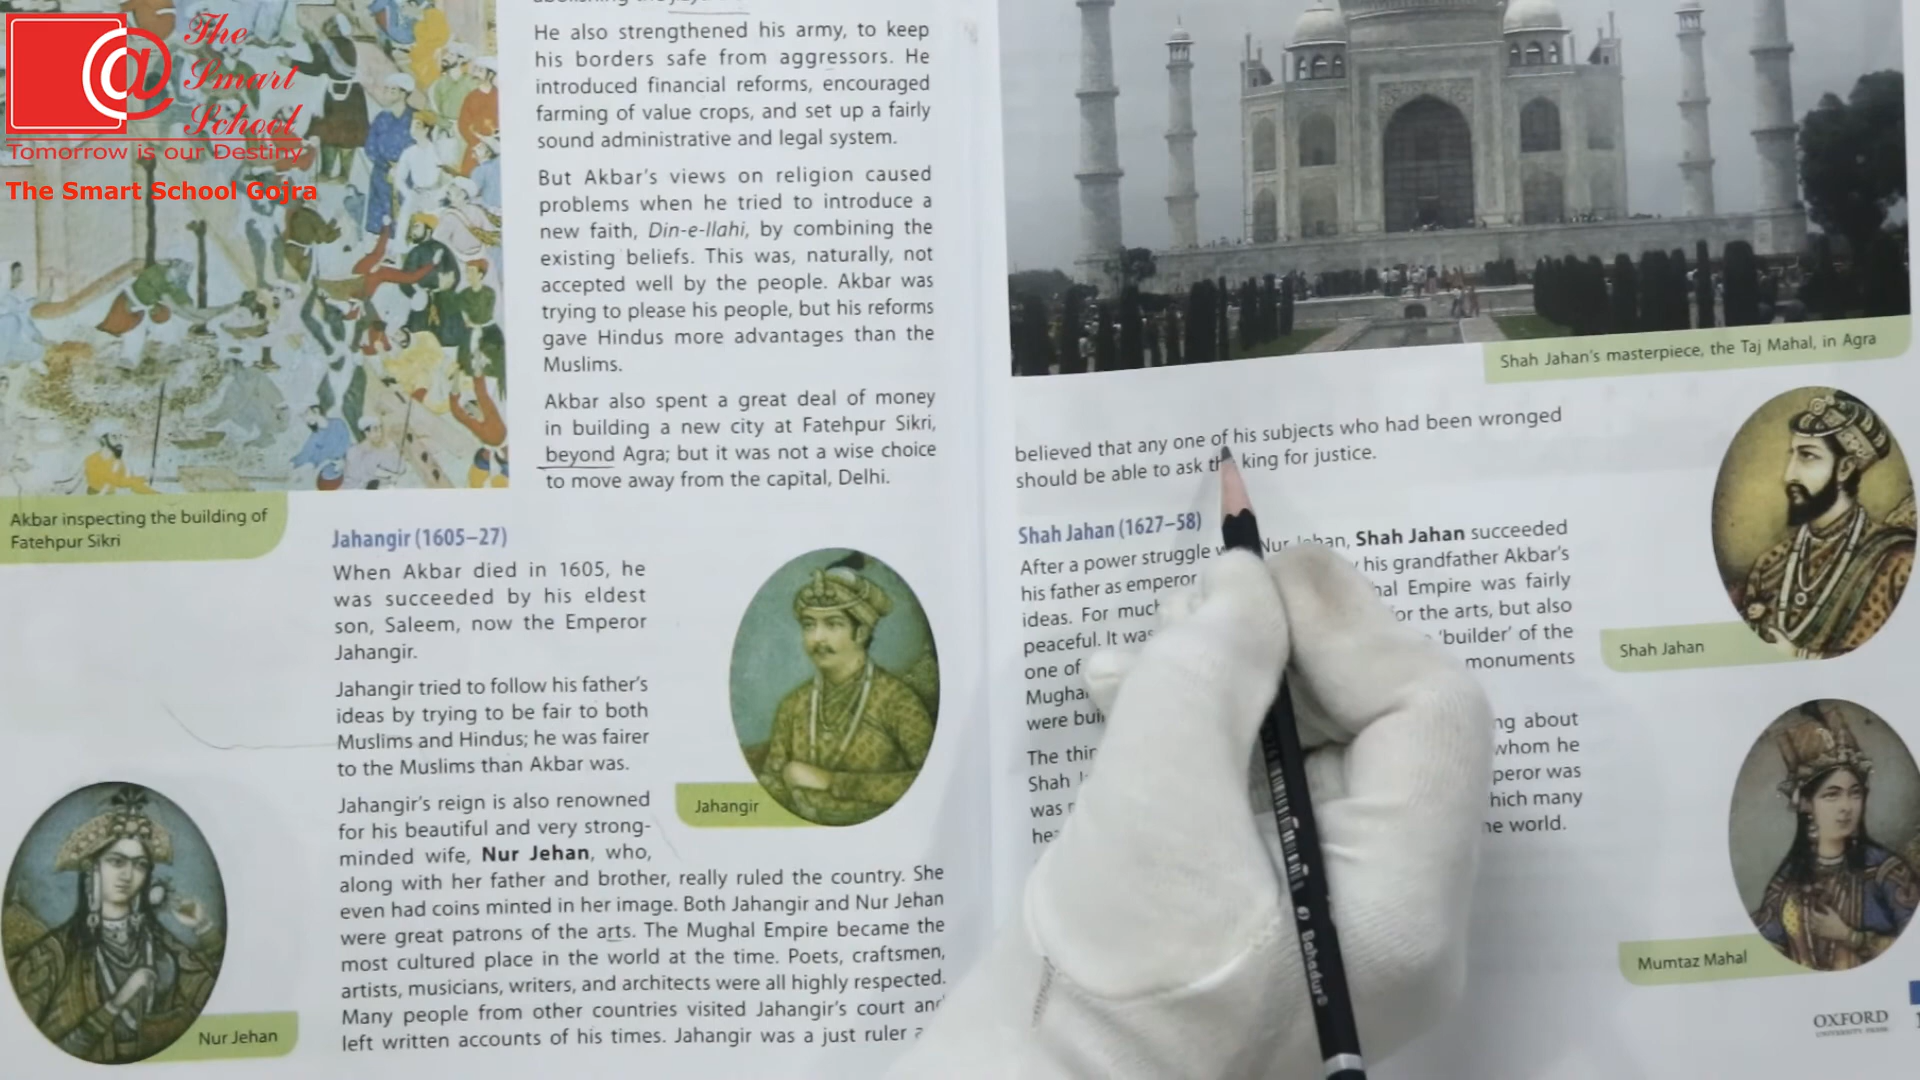 The
Smart
School
Tomorrow is our Destiny
The Smart School Gojra
He also strengthened his army, to keep
his borders safe from aggressors. He
introduced financial reforms, encouraged
farming of value crops, and set up a fairly
sound administrative and legal system.
But Akbar's views on religion caused
problems when he tried to introduce a
new faith, Din-e-Ilahi, by combining the
existing beliefs. This was, naturally, not
accepted well by the people. Akbar was
trying to please his people, but his reforms
gave Hindus more advantages than the
Muslims.
Akbar also spent a great deal of money
in building a new city at Fatehpur Sikri,
beyond Agra; but it was not a wise choice
to move away from the capital, Delhi.
Akbar inspecting the building of
Fatehpur Sikri
Jahangir (1605–27)
When Akbar died in 1605, he
was succeeded by his eldest
son, Saleem, now the Emperor
Jahangir.
Jahangir tried to follow his father's
ideas by trying to be fair to both
Muslims and Hindus; he was fairer
to the Muslims than Akbar was.
Jahangir's reign is also renowned
for his beautiful and very strong-
minded wife, Nur Jehan, who,
along with her father and brother, really ruled the country. She
even had coins minted in her image. Both Jahangir and Nur Jehan
were great patrons of the arts. The Mughal Empire became the
most cultured place in the world at the time. Poets, craftsmen,
artists, musicians, writers, and architects were all highly respected.
Many people from other countries visited Jahangir's court and
left written accounts of his times. Jahangir was a just ruler
Jahangir
Nur Jehan
Shah Jahan's masterpiece, the Taj Mahal, in Agra
believed that any one of his subjects who had been wronged
should be able to ask the king for justice.
Shah Jahan (1627–58)
After a power struggle Nur Jehan, Shah Jahan succeeded
his father as emperor his grandfather Akbar's
ideas. For much Empire was fairly
peaceful. It was for the arts, but also
one of 'builder' of the
monuments
were
The about
Shah whom he
was was
which many
the world.
Shah Jahan
Mumtaz Mahal
OXFORD
UNIVERSITY PRESS
Bahadur